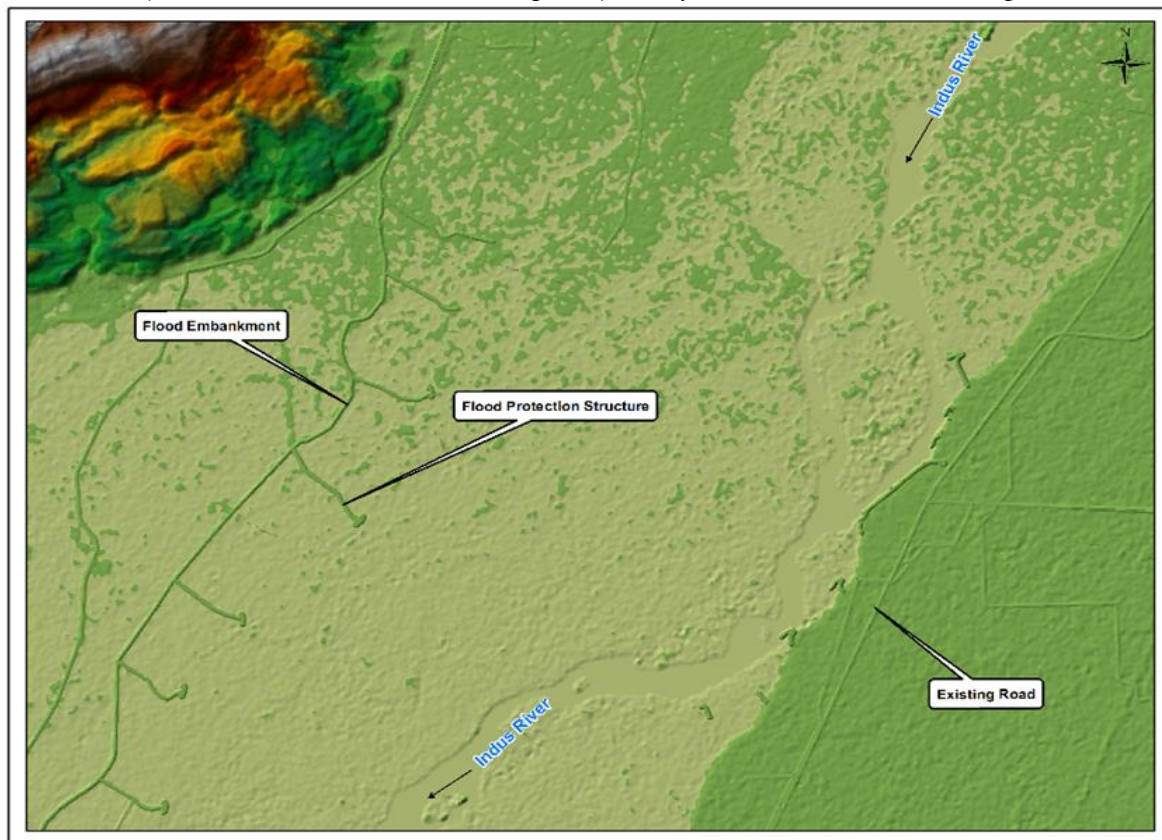 Indus River
N
Flood Embankment
Flood Protection Structure
Existing Road
Indus River